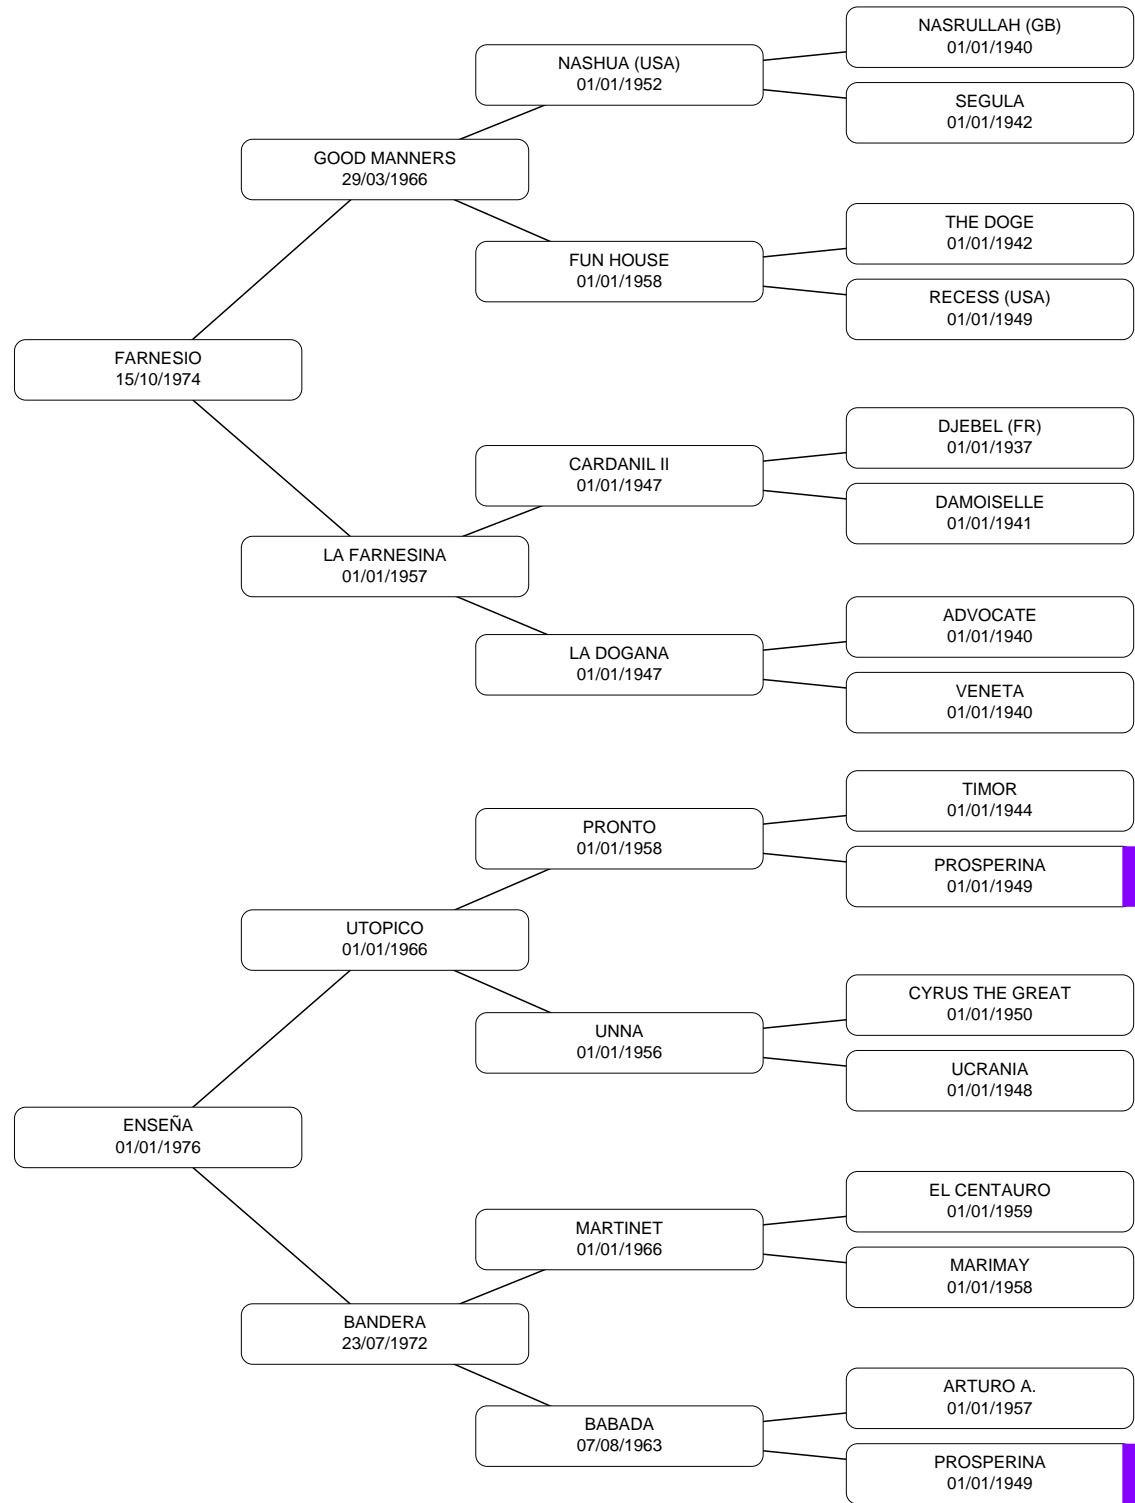 NASRULLAH (GB)
01/01/1940
NASHUA (USA)
01/01/1952
SEGULA
01/01/1942
GOOD MANNERS
29/03/1966
THE DOGE
01/01/1942
FUN HOUSE
01/01/1958
RECESS (USA)
01/01/1949
FARNESIO
15/10/1974
DJEBEL (FR)
01/01/1937
CARDANIL II
01/01/1947
DAMOISELLE
01/01/1941
LA FARNESINA
01/01/1957
ADVOCATE
01/01/1940
LA DOGANA
01/01/1947
VENETA
01/01/1940
TIMOR
01/01/1944
PRONTO
01/01/1958
PROSPERINA
01/01/1949
UTOPICO
01/01/1966
CYRUS THE GREAT
01/01/1950
UNNA
01/01/1956
UCRANIA
01/01/1948
ENSEÑA
01/01/1976
EL CENTAURO
01/01/1959
MARTINET
01/01/1966
MARIMAY
01/01/1958
BANDERA
23/07/1972
ARTURO A.
01/01/1957
BABADA
07/08/1963
PROSPERINA
01/01/1949